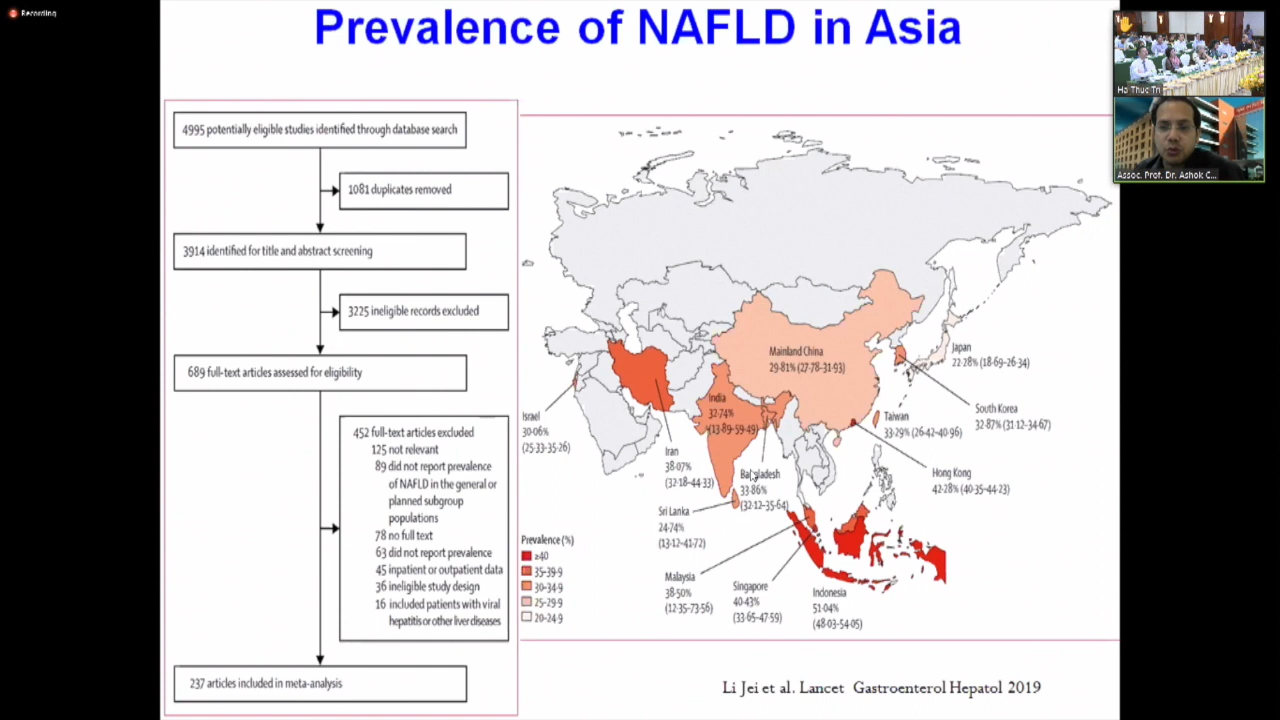 Recording
Prevalence of NAFLD in Asia
4995 potentially eligible studies identified through database search
1081 duplicates removed
3914 identified for title and abstract screening
3225 ineligible records excluded
689 full-text articles assessed for eligibility
452 full-text articles excluded
125 not relevant
89 did not report prevalence
of NAFLD in the general or
planned subgroup
populations
78 no full text
63 did not report prevalence
45 inpatient or outpatient data
36 ineligible study design
16 included patients with viral
hepatitis or other liver diseases
237 articles included in meta-analysis
Mainland China
29·81% (27·78–31·93)
Japan
22·28% (18·69–26·34)
South Korea
32·87% (31·12–34·67)
Taiwan
33·29% (26·42–40·96)
Hong Kong
42·28% (40·35–44·23)
India
32·74%
(13·89–59·49)
Israel
30·06%
(25·33–35·26)
Iran
38·07%
(32·18–44·33)
Bangladesh
33·86%
(32·12–35·64)
Sri Lanka
24·74%
(13·12–41·72)
Malaysia
38·50%
(12·35–73·56)
Singapore
40·43%
(33·65–47·59)
Indonesia
51·04%
(48·03–54·05)
Prevalence (%)
≥40
35–39·9
30–34·9
25–29·9
20–24·9
Li Jei et al. Lancet Gastroenterol Hepatol 2019
Ha Thuc Tri
Assoc. Prof. Dr. Ashok C...